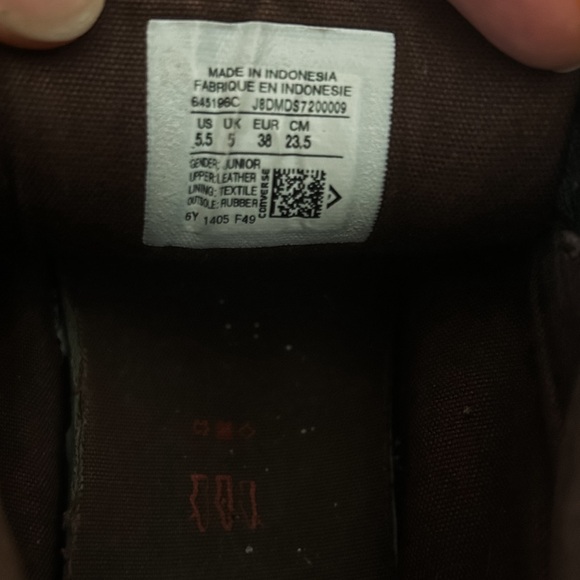 MADE IN INDONESIA
FABRIQUE EN INDONESIE
645196C J8DMDS7200009
US UK EUR CM
5.5 5 38 23.5
GENDER: JUNIOR
UPPER: LEATHER
LINING: TEXTILE
OUTSOLE: RUBBER
CONVERSE
6Y 1405 F49